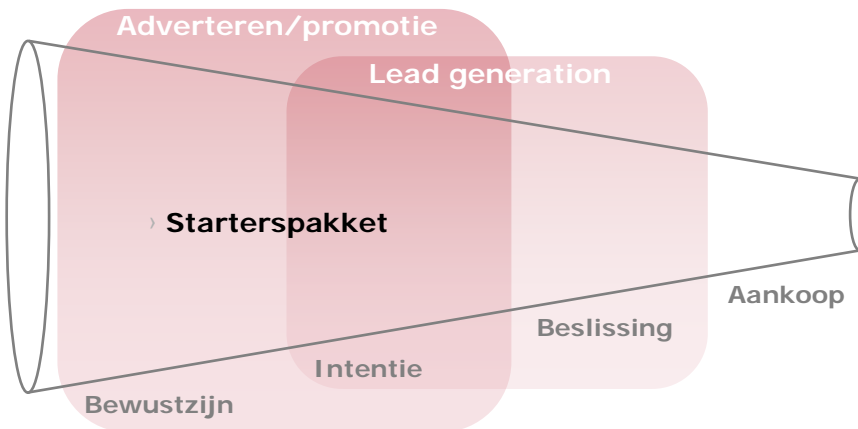 Adverteren/promotie
Lead generation
› Starterspakket
Aankoop
Beslissing
Intentie
Bewustzijn